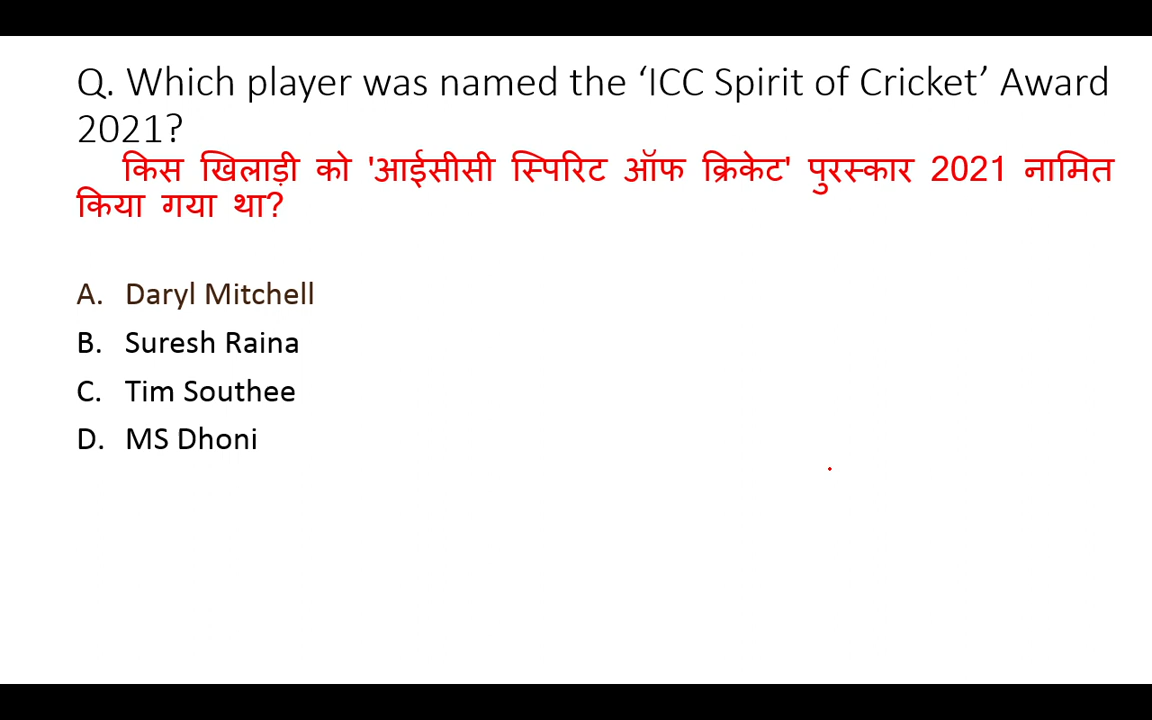 Q. Which player was named the ‘ICC Spirit of Cricket’ Award
2021?
किस खिलाड़ी को 'आईसीसी स्पिरिट ऑफ क्रिकेट' पुरस्कार 2021 नामित
किया गया था?
A. Daryl Mitchell
B. Suresh Raina
C. Tim Southee
D. MS Dhoni